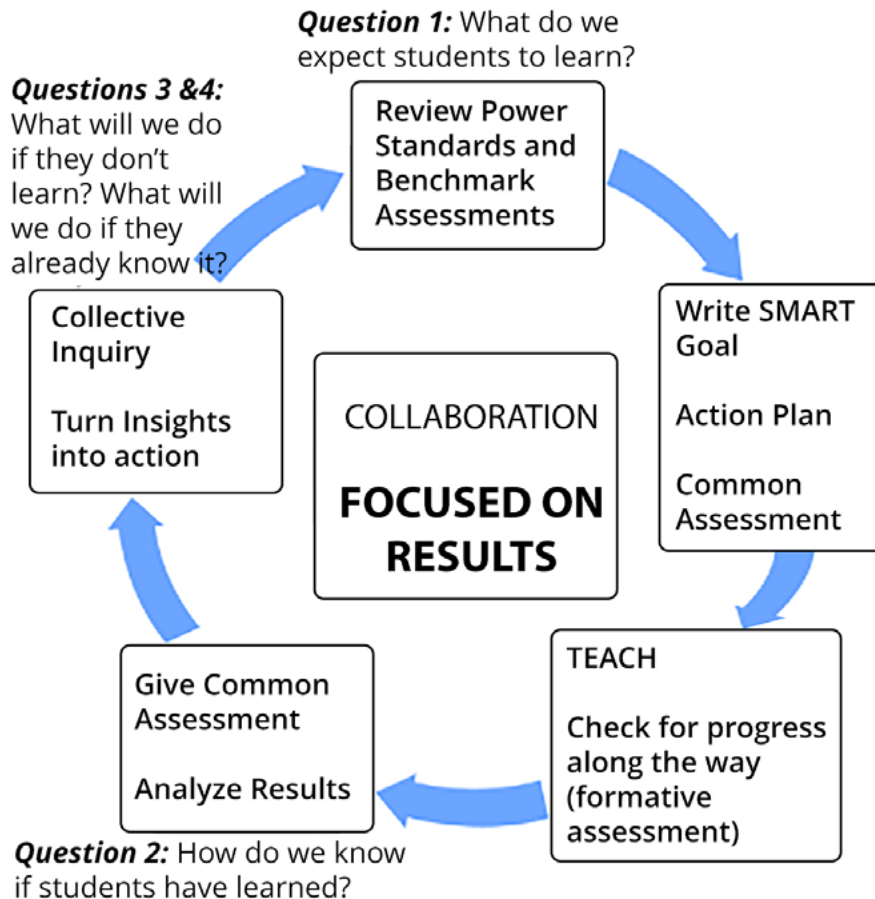 Question 1: What do we
expect students to learn?
Review Power
Standards and
Benchmark
Assessments
Write SMART
Goal
Action Plan
Common
Assessment
TEACH
Check for progress
along the way
(formative
assessment)
Give Common
Assessment
Analyze Results
Question 2: How do we know
if students have learned?
Collective
Inquiry
Turn Insights
into action
Questions 3 &4:
What will we do
if they don’t
learn? What will
we do if they
already know it?
COLLABORATION
FOCUSED ON
RESULTS